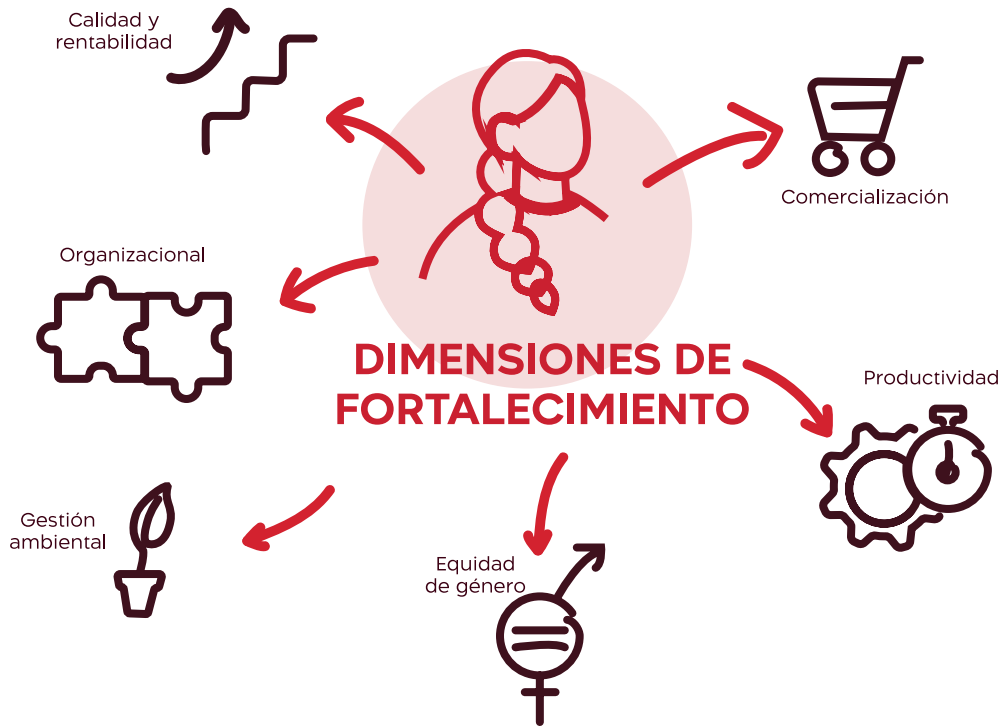 Calidad y
rentabilidad
Comercialización
Organizacional
DIMENSIONES DE
FORTALECIMIENTO
Productividad
Gestión
ambiental
Equidad
de género